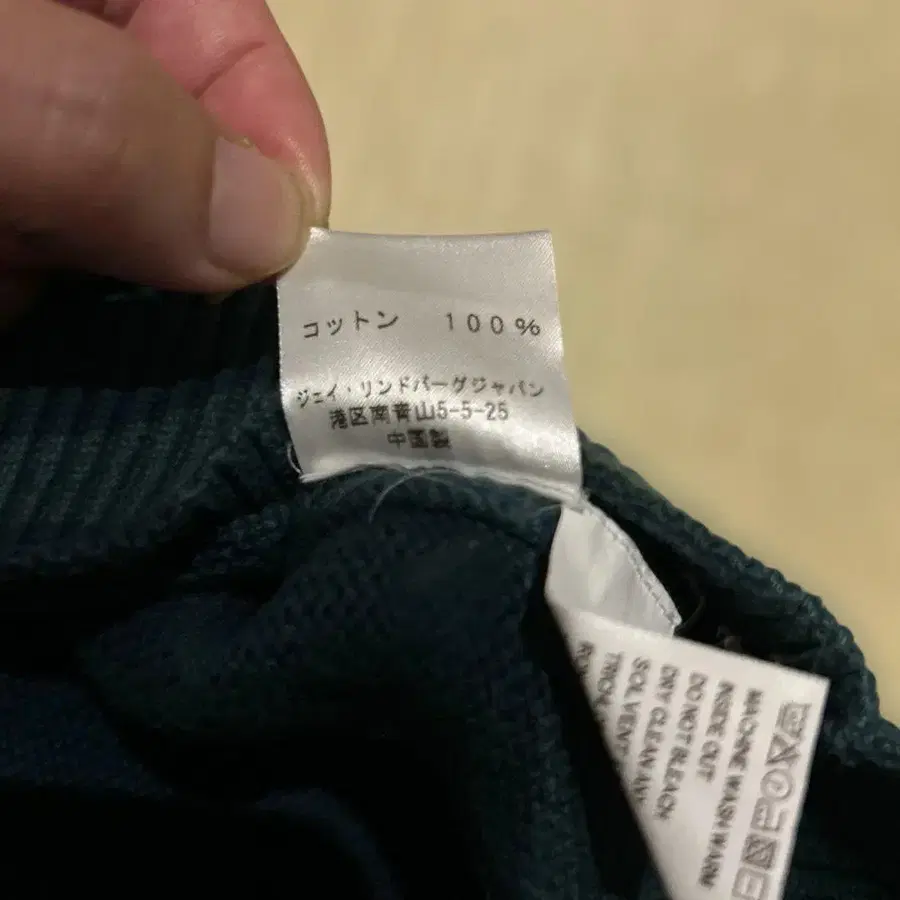 コットン 100%
ジェイ・リンドバーグジャパン
港区南青山5-5-25
中国製
MACHINE WASH WARM
INSIDE OUT
DO NOT BLEACH
DRY CLEAN ANY
SOLVENT